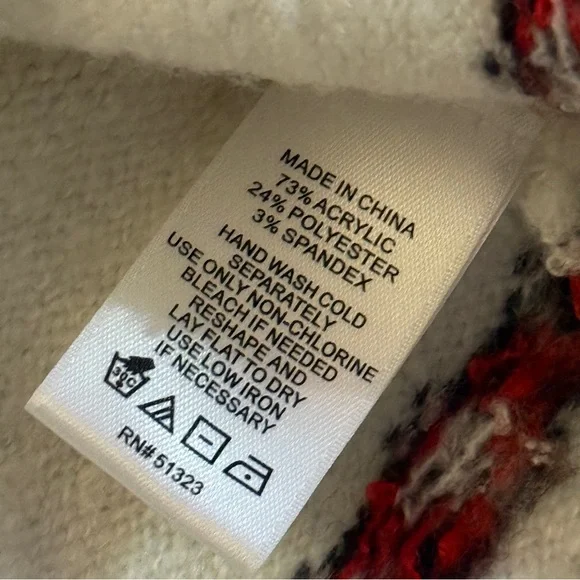 MADE IN CHINA
73% ACRYLIC
24% POLYESTER
3% SPANDEX
HAND WASH COLD
SEPARATELY
USE ONLY NON-CHLORINE
BLEACH IF NEEDED
RESHAPE AND
LAY FLAT TO DRY
USE LOW IRON
IF NECESSARY
30C
RN# 51323